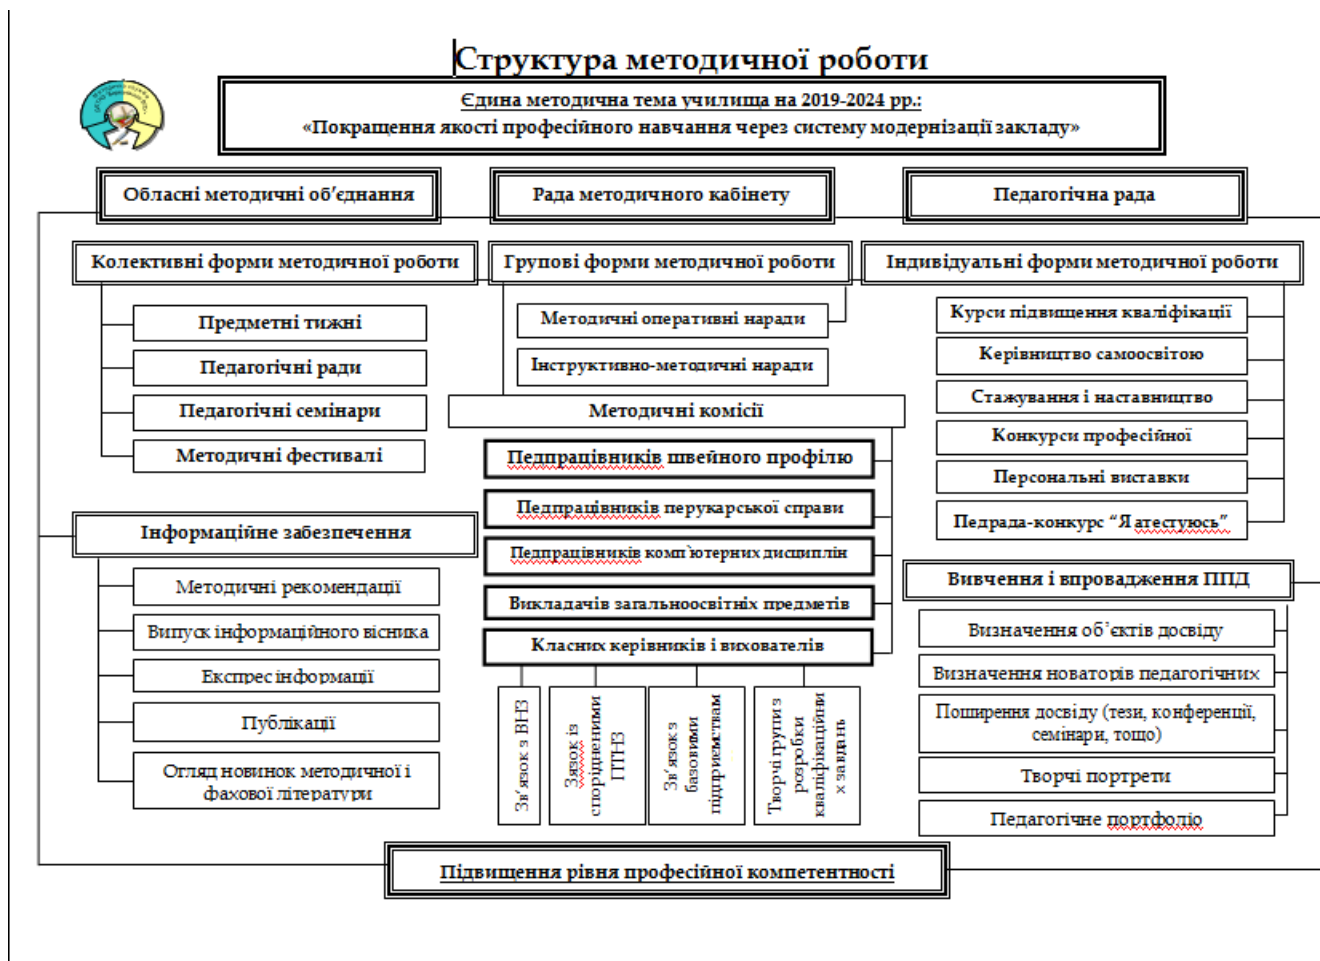 Структура методичної роботи
Єдина методична тема училища на 2019-2024 рр.:
«Покращення якості професійного навчання через систему модернізації закладу»
Обласні методичні об’єднання
Рада методичного кабінету
Педагогічна рада
Колективні форми методичної роботи
Групові форми методичної роботи
Індивідуальні форми методичної роботи
Предметні тижні
Педагогічні ради
Педагогічні семінари
Методичні фестивалі
Методичні оперативні наради
Інструктивно-методичні наради
Методичні комісії
Педпрацівників швейного профілю
Педпрацівників перукарської справи
Педпрацівників комп`ютерних дисциплін
Викладачів загальноосвітніх предметів
Класних керівників і вихователів
Зв’язок з ВНЗ
Зязок із
спорідненими
ПТНЗ
Зв’язок з
базовими
підприємствам
Творчі групи з
розробки
кваліфікаційни
х завдань
Курси підвищення кваліфікації
Керівництво самоосвітою
Стажування і наставництво
Конкурси професійної
Персональні виставки
Педрада-конкурс “Я атестуюсь”
Інформаційне забезпечення
Методичні рекомендації
Випуск інформаційного вісника
Експрес інформації
Публікації
Огляд новинок методичної і
фахової літератури
Вивчення і впровадження ППД
Визначення об’єктів досвіду
Визначення новаторів педагогічних
Поширення досвіду (тези, конференції,
семінари, тощо)
Творчі портрети
Педагогічне портфоліо
Підвищення рівня професійної компетентності